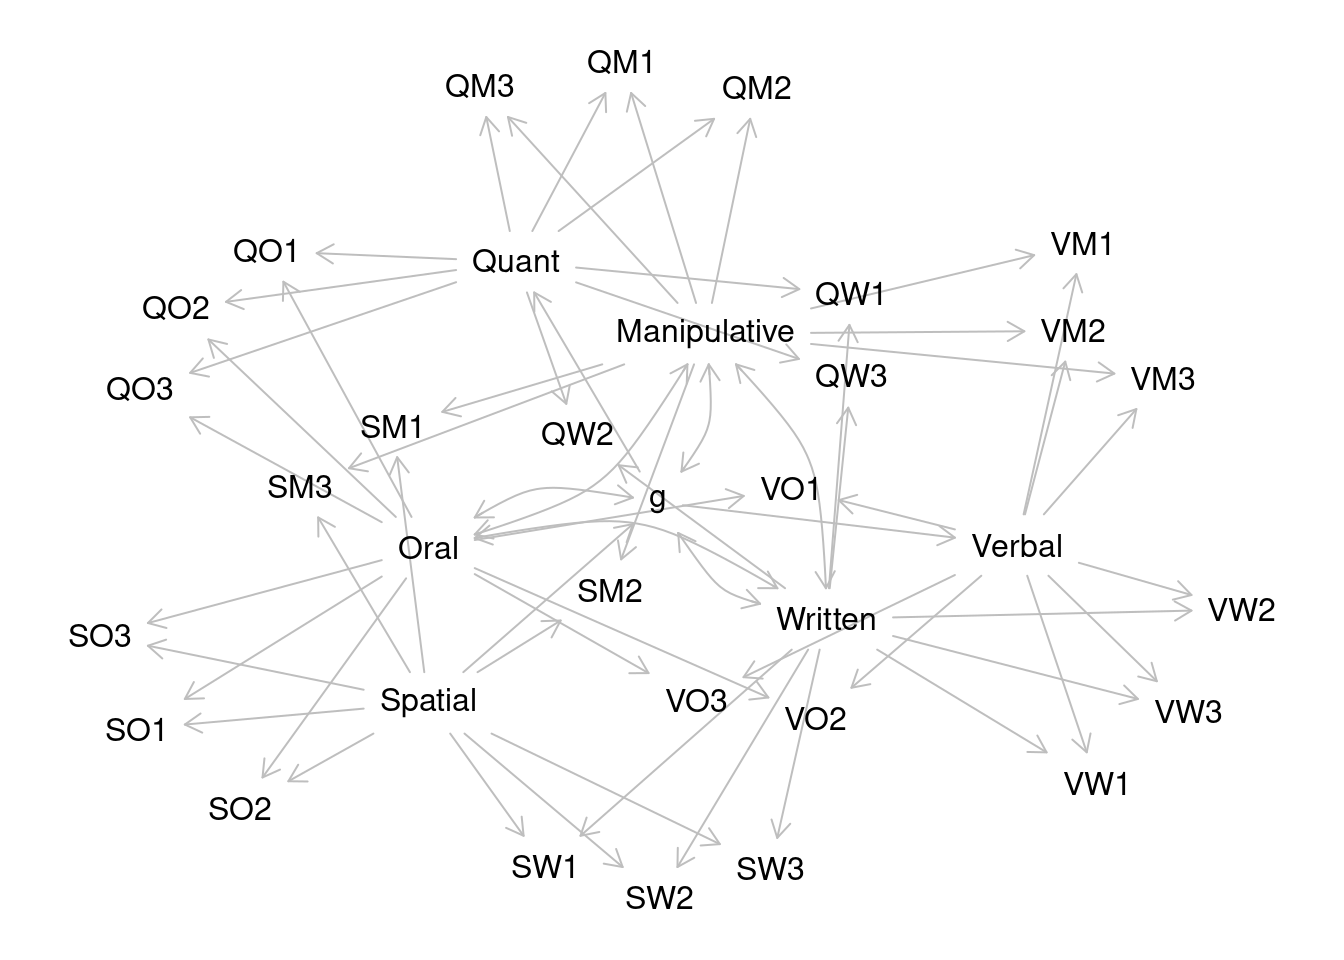 QM1
QM3
QM2
VM1
QO1
Quant
QW1
QO2
Manipulative
VM2
QW3
VM3
QO3
SM1
QW2
SM3
g
VO1
Oral
Verbal
SM2
VW2
Written
SO3
Spatial
VO3
VW3
VO2
SO1
VW1
SO2
SW1
SW3
SW2